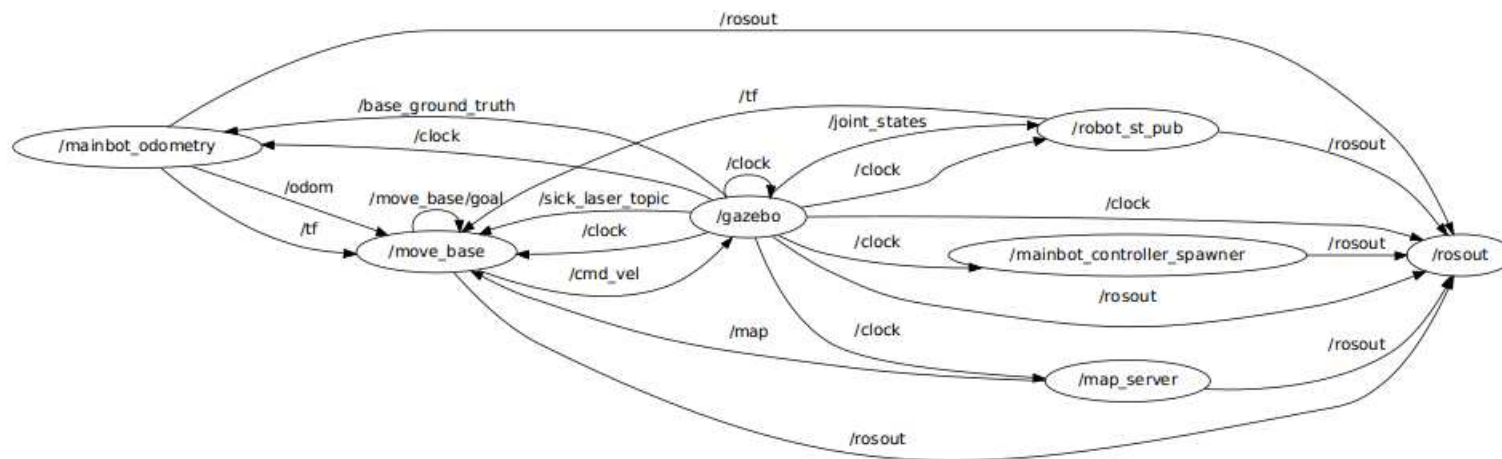 /rosout
/tf
/base_ground_truth
/joint_states
/robot_st_pub
/clock
/mainbot_odometry
/rosout
/clock
/clock
/odom
/move_base/goal
/sick_laser_topic
/clock
/gazebo
/tf
/clock
/clock
/rosout
/move_base
/mainbot_controller_spawner
/rosout
/cmd_vel
/rosout
/map
/clock
/rosout
/map_server
/rosout